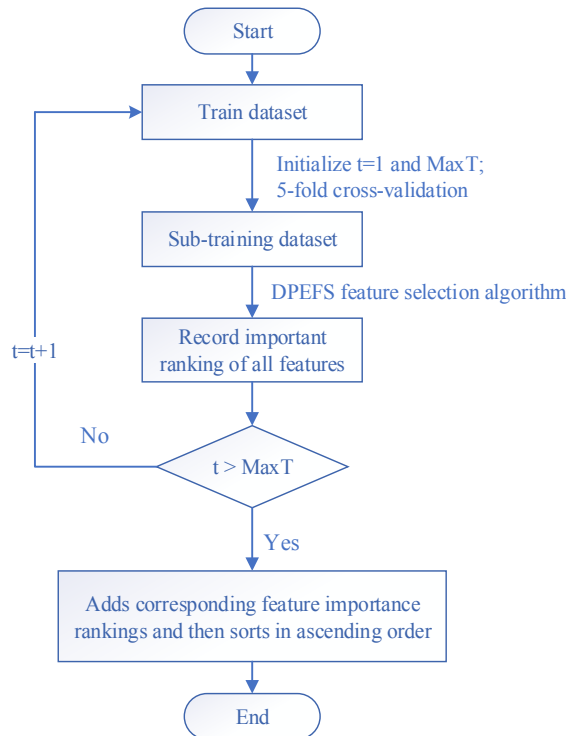 Start
Train dataset
Initialize t=1 and MaxT;
5-fold cross-validation
Sub-training dataset
DPEFS feature selection algorithm
Record important
ranking of all features
t=t+1
No
t > MaxT
Yes
Adds corresponding feature importance
rankings and then sorts in ascending order
End